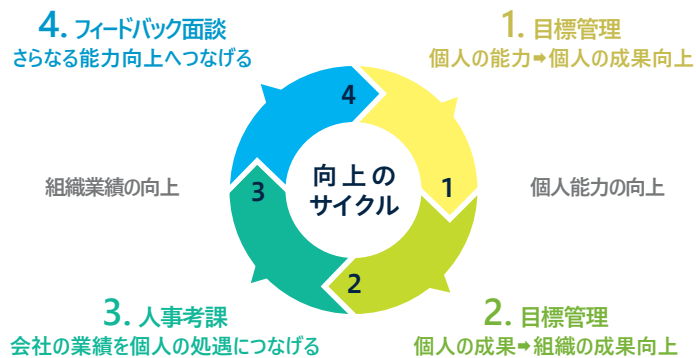 4. フィードバック面談
さらなる能力向上へつなげる
1. 目標管理
個人の能力➡個人の成果向上
4
1
3
2
向上の
サイクル
組織業績の向上
個人能力の向上
3. 人事考課
会社の業績を個人の処遇につなげる
2. 目標管理
個人の成果➡組織の成果向上